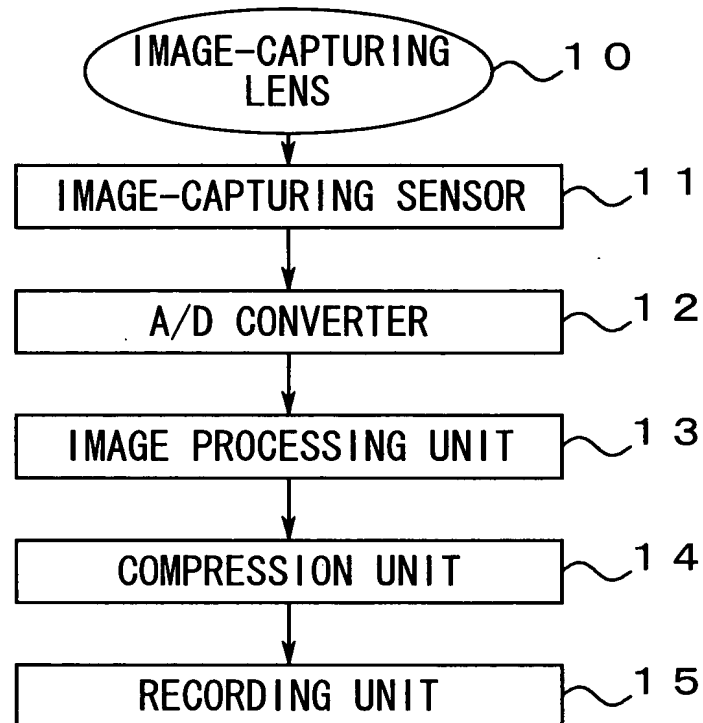 IMAGE-CAPTURING
LENS
10
IMAGE-CAPTURING SENSOR
11
A/D CONVERTER
12
IMAGE PROCESSING UNIT
13
COMPRESSION UNIT
14
RECORDING UNIT
15